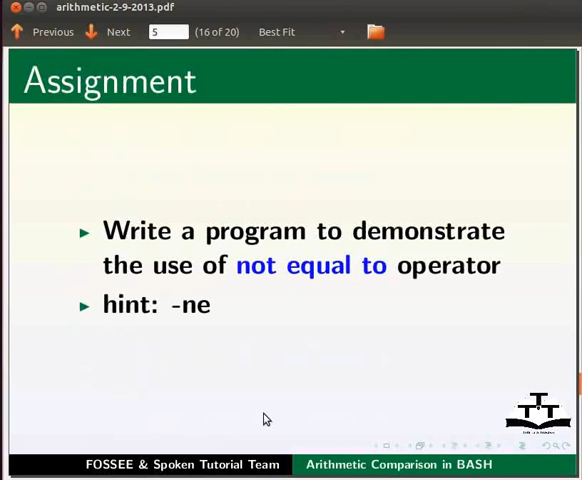 arithmetic-2-9-2013.pdf
Previous Next 5 (16 of 20) Best Fit
Assignment
Write a program to demonstrate
the use of not equal to operator
hint: -ne
T T T
FOSSEE & Spoken Tutorial Team Arithmetic Comparison in BASH